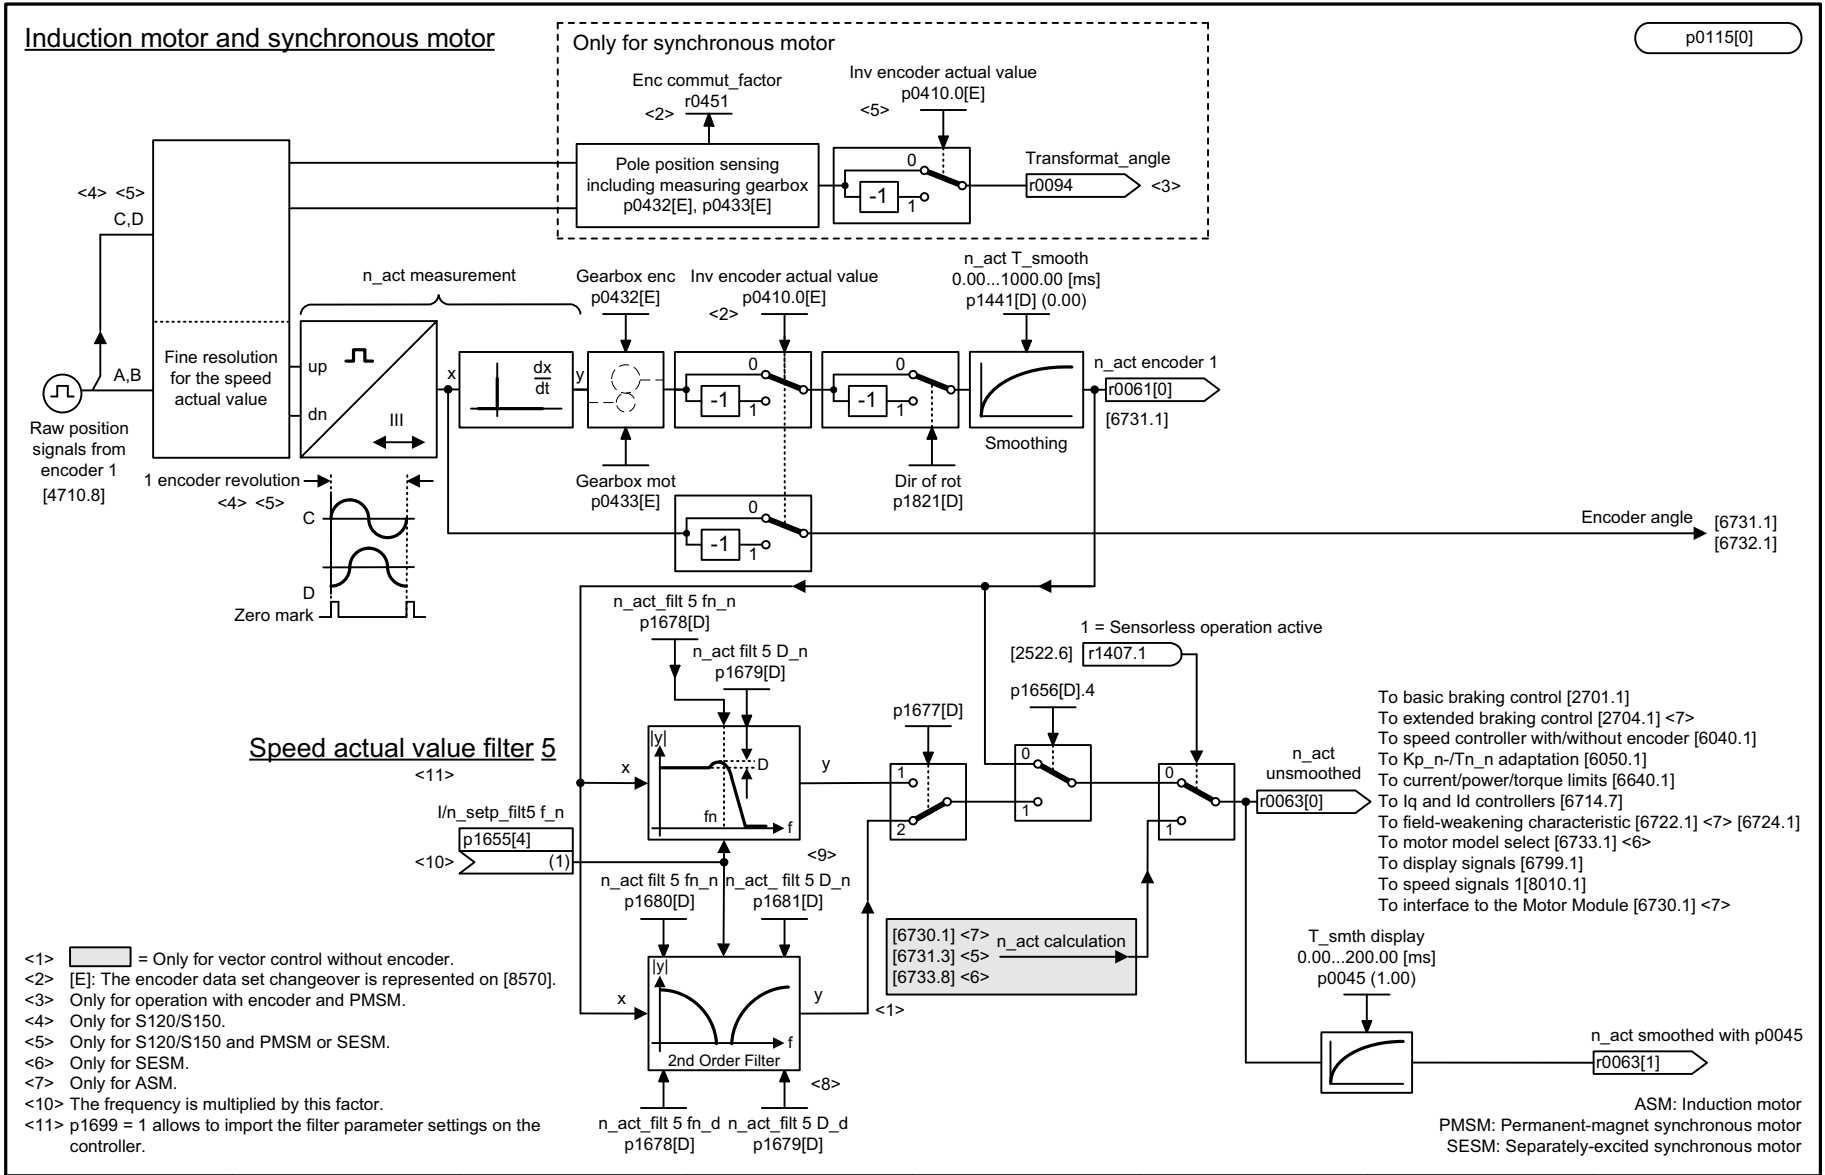 Induction motor and synchronous motor
Only for synchronous motor
p0115[0]
Enc commut_factor
r0451
<2>
Inv encoder actual value
p0410.0[E]
<5>
Pole position sensing
including measuring gearbox
p0432[E], p0433[E]
0
-1
1
Transformat_angle
r0094
<3>
<4> <5>
C,D
A,B
Raw position
signals from
encoder 1
[4710.8]
Fine resolution
for the speed
actual value
n_act measurement
up
dn
III
x
dx
dt
y
Gearbox enc
p0432[E]
Gearbox mot
p0433[E]
Inv encoder actual value
p0410.0[E]
<2>
0
-1
1
0
-1
1
Dir of rot
p1821[D]
n_act T_smooth
0.00...1000.00 [ms]
p1441[D] (0.00)
Smoothing
n_act encoder 1
r0061[0]
[6731.1]
1 encoder revolution
<4> <5>
C
D
Zero mark
0
-1
1
Encoder angle
[6731.1]
[6732.1]
n_act_filt 5 fn_n
p1678[D]
n_act filt 5 D_n
p1679[D]
Speed actual value filter 5
<11>
x
|y|
D
fn
f
y
I/n_setp_filt5 f_n
p1655[4]
(1)
<10>
<9>
n_act filt 5 fn_n
p1680[D]
n_act_ filt 5 D_n
p1681[D]
x
|y|
f
2nd Order Filter
y
<8>
n_act_filt 5 fn_d
p1678[D]
n_act_filt 5 D_d
p1679[D]
p1677[D]
1
2
p1656[D].4
0
1
1 = Sensorless operation active
[2522.6]
r1407.1
0
1
n_act
unsmoothed
r0063[0]
[6730.1] <7>
[6731.3] <5>
[6733.8] <6>
n_act calculation
<1>
To basic braking control [2701.1]
To extended braking control [2704.1] <7>
To speed controller with/without encoder [6040.1]
To Kp_n-/Tn_n adaptation [6050.1]
To current/power/torque limits [6640.1]
To Iq and Id controllers [6714.7]
To field-weakening characteristic [6722.1] <7> [6724.1]
To motor model select [6733.1] <6>
To display signals [6799.1]
To speed signals 1[8010.1]
To interface to the Motor Module [6730.1] <7>
T_smth display
0.00...200.00 [ms]
p0045 (1.00)
n_act smoothed with p0045
r0063[1]
<1> = Only for vector control without encoder.
<2> [E]: The encoder data set changeover is represented on [8570].
<3> Only for operation with encoder and PMSM.
<4> Only for S120/S150.
<5> Only for S120/S150 and PMSM or SESM.
<6> Only for SESM.
<7> Only for ASM.
<10> The frequency is multiplied by this factor.
<11> p1699 = 1 allows to import the filter parameter settings on the
controller.
ASM: Induction motor
PMSM: Permanent-magnet synchronous motor
SESM: Separately-excited synchronous motor